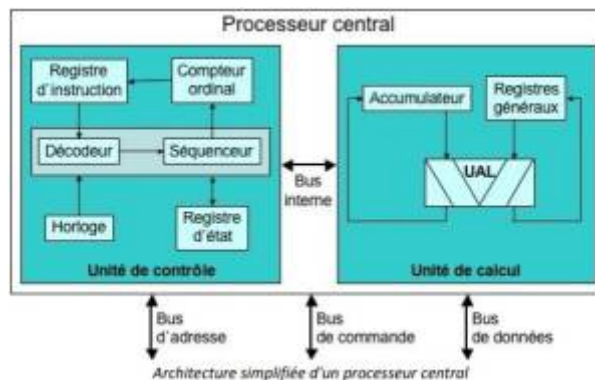 Processeur central
Registre
d'instruction
Compteur
ordinal
Décodeur
Séquenceur
Horloge
Registre
d'état
Unité de contrôle
Bus
interne
Accumulateur
Registres
généraux
UAL
Unité de calcul
Bus
d'adresse
Bus
de commande
Bus
de données
Architecture simplifiée d'un processeur central